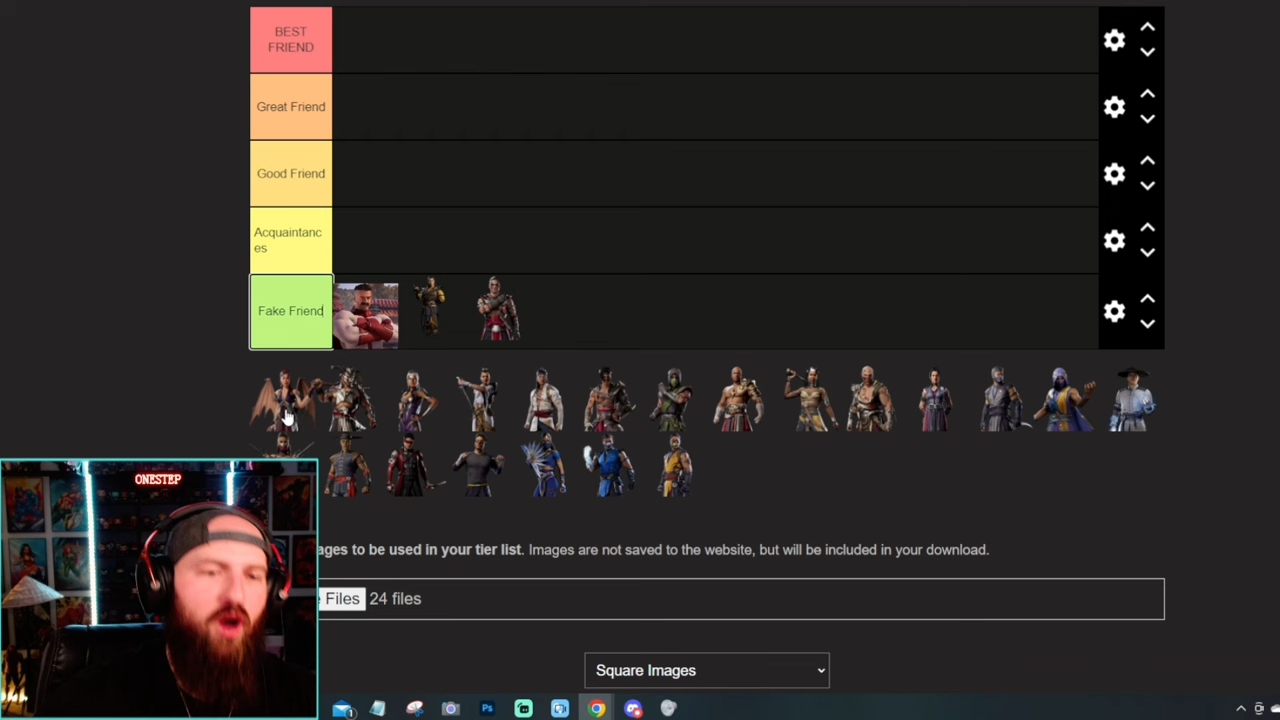 BEST
FRIEND
Great Friend
Good Friend
Acquaintanc
es
Fake Friend
ages to be used in your tier list. Images are not saved to the website, but will be included in your download.
Files 24 files
Square Images
ONESTEP
Ps